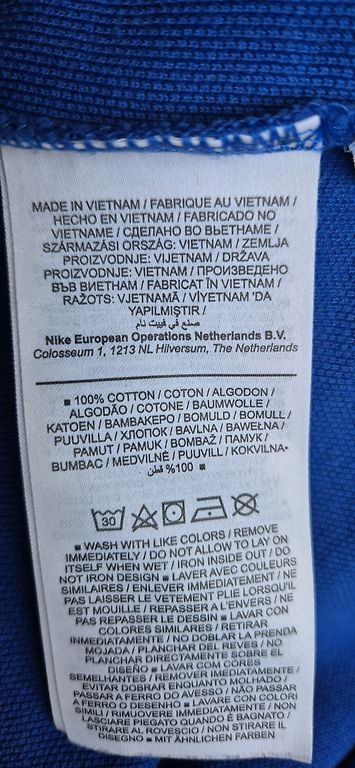 MADE IN VIETNAM / FABRIQUE AU VIETNAM /
HECHO EN VIETNAM / FABRICADO NO
VIETNAME / СДЕЛАНО ВО ВЬЕТНАМЕ /
SZÁRMAZÁSI ORSZÁG: VIETNAM / ZEMLJA
PROIZVODNJE: VIJETNAM / DRŽAVA
PROIZVODNJE: VIETNAM / ПРОИЗВЕДЕНО
ВЪВ ВИЕТНАМ / FABRICAT ÎN VIETNAM /
RAŽOTS: VJETNAMĀ / VİYETNAM 'DA
YAPILMIŞTIR /
صنع في فييت نام
Nike European Operations Netherlands B.V.
Colosseum 1, 1213 NL Hilversum, The Netherlands
■ 100% COTTON / COTON / ALGODON /
ALGODÃO / COTONE / BAUMWOLLE /
KATOEN / BAMBAKEPO / BOMULD / BOMULL /
PUUVILLA / ХЛОПОК / BAVLNA / BAWEŁNA /
PAMUT / PAMUK / BOMBAŽ / ПАМУК /
BUMBAC / MEDVILNĖ / PUUVILL / KOKVILNA-
■ قطن 100%
30
■ WASH WITH LIKE COLORS / REMOVE
IMMEDIATELY / DO NOT ALLOW TO LAY ON
ITSELF WHEN WET / IRON INSIDE OUT / DO
NOT IRON DESIGN ■ LAVER AVEC COULEURS
SIMILAIRES / ENLEVER IMMEDIATEMENT / NE
PAS LAISSER LE VETEMENT PLIE LORSQU'IL
EST MOUILLE / REPASSER A L'ENVERS / NE
PAS REPASSER LE DESSIN ■ LAVAR CON
COLORES SIMILARES / RETIRAR
INMEDIATAMENTE / NO DOBLAR LA PRENDA
MOJADA / PLANCHAR DEL REVES / NO
PLANCHAR DIRECTAMENTE SOBRE EL
DISEÑO ■ LAVAR COM CORES
SEMELHANTES / REMOVER IMEDIATAMENTE /
EVITAR DOBRAR ENQUANTO MOLHADO /
PASSAR A FERRO DO AVESSO / NÃO PASSAR
A FERRO O DESENHO ■ LAVARE CON COLORI
SIMILI / RIMUOVERE IMMEDIATAMENTE / NON
LASCIARE PIEGATO QUANDO È BAGNATO /
STIRARE AL ROVESCIO / NON STIRARE IL
DISEGNO ■ MIT ÄHNLICHEN FARBEN